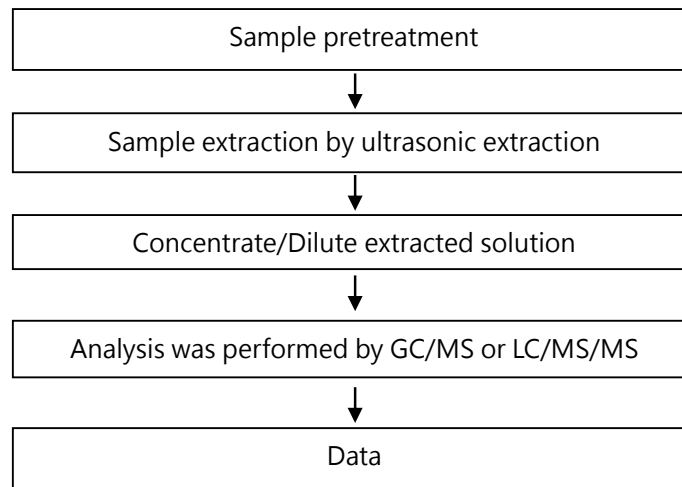 Sample pretreatment
Sample extraction by ultrasonic extraction
Concentrate/Dilute extracted solution
Analysis was performed by GC/MS or LC/MS/MS
Data